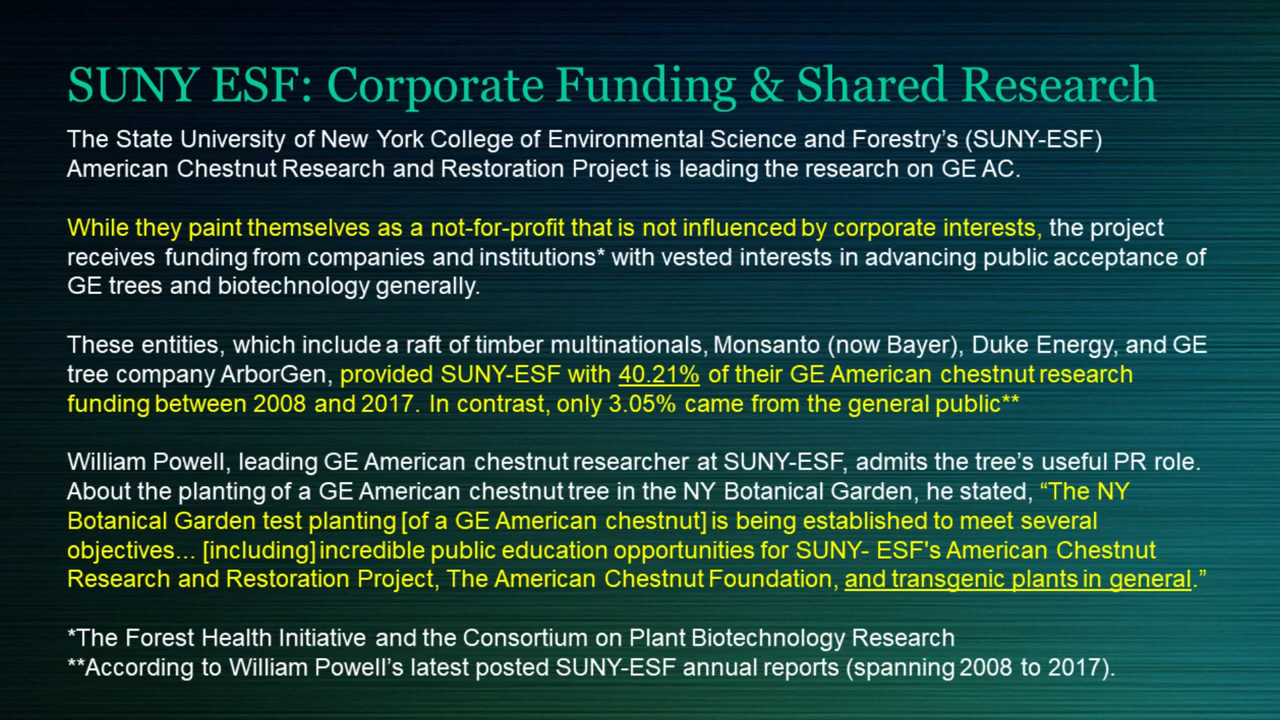 SUNY ESF: Corporate Funding & Shared Research
The State University of New York College of Environmental Science and Forestry's (SUNY-ESF)
American Chestnut Research and Restoration Project is leading the research on GE AC.
While they paint themselves as a not-for-profit that is not influenced by corporate interests, the project
receives funding from companies and institutions* with vested interests in advancing public acceptance of
GE trees and biotechnology generally.
These entities, which include a raft of timber multinationals, Monsanto (now Bayer), Duke Energy, and GE
tree company ArborGen, provided SUNY-ESF with 40.21% of their GE American chestnut research
funding between 2008 and 2017. In contrast, only 3.05% came from the general public**
William Powell, leading GE American chestnut researcher at SUNY-ESF, admits the tree's useful PR role.
About the planting of a GE American chestnut tree in the NY Botanical Garden, he stated, “The NY
Botanical Garden test planting [of a GE American chestnut] is being established to meet several
objectives... [including] incredible public education opportunities for SUNY- ESF's American Chestnut
Research and Restoration Project, The American Chestnut Foundation, and transgenic plants in general.”
*The Forest Health Initiative and the Consortium on Plant Biotechnology Research
**According to William Powell's latest posted SUNY-ESF annual reports (spanning 2008 to 2017).